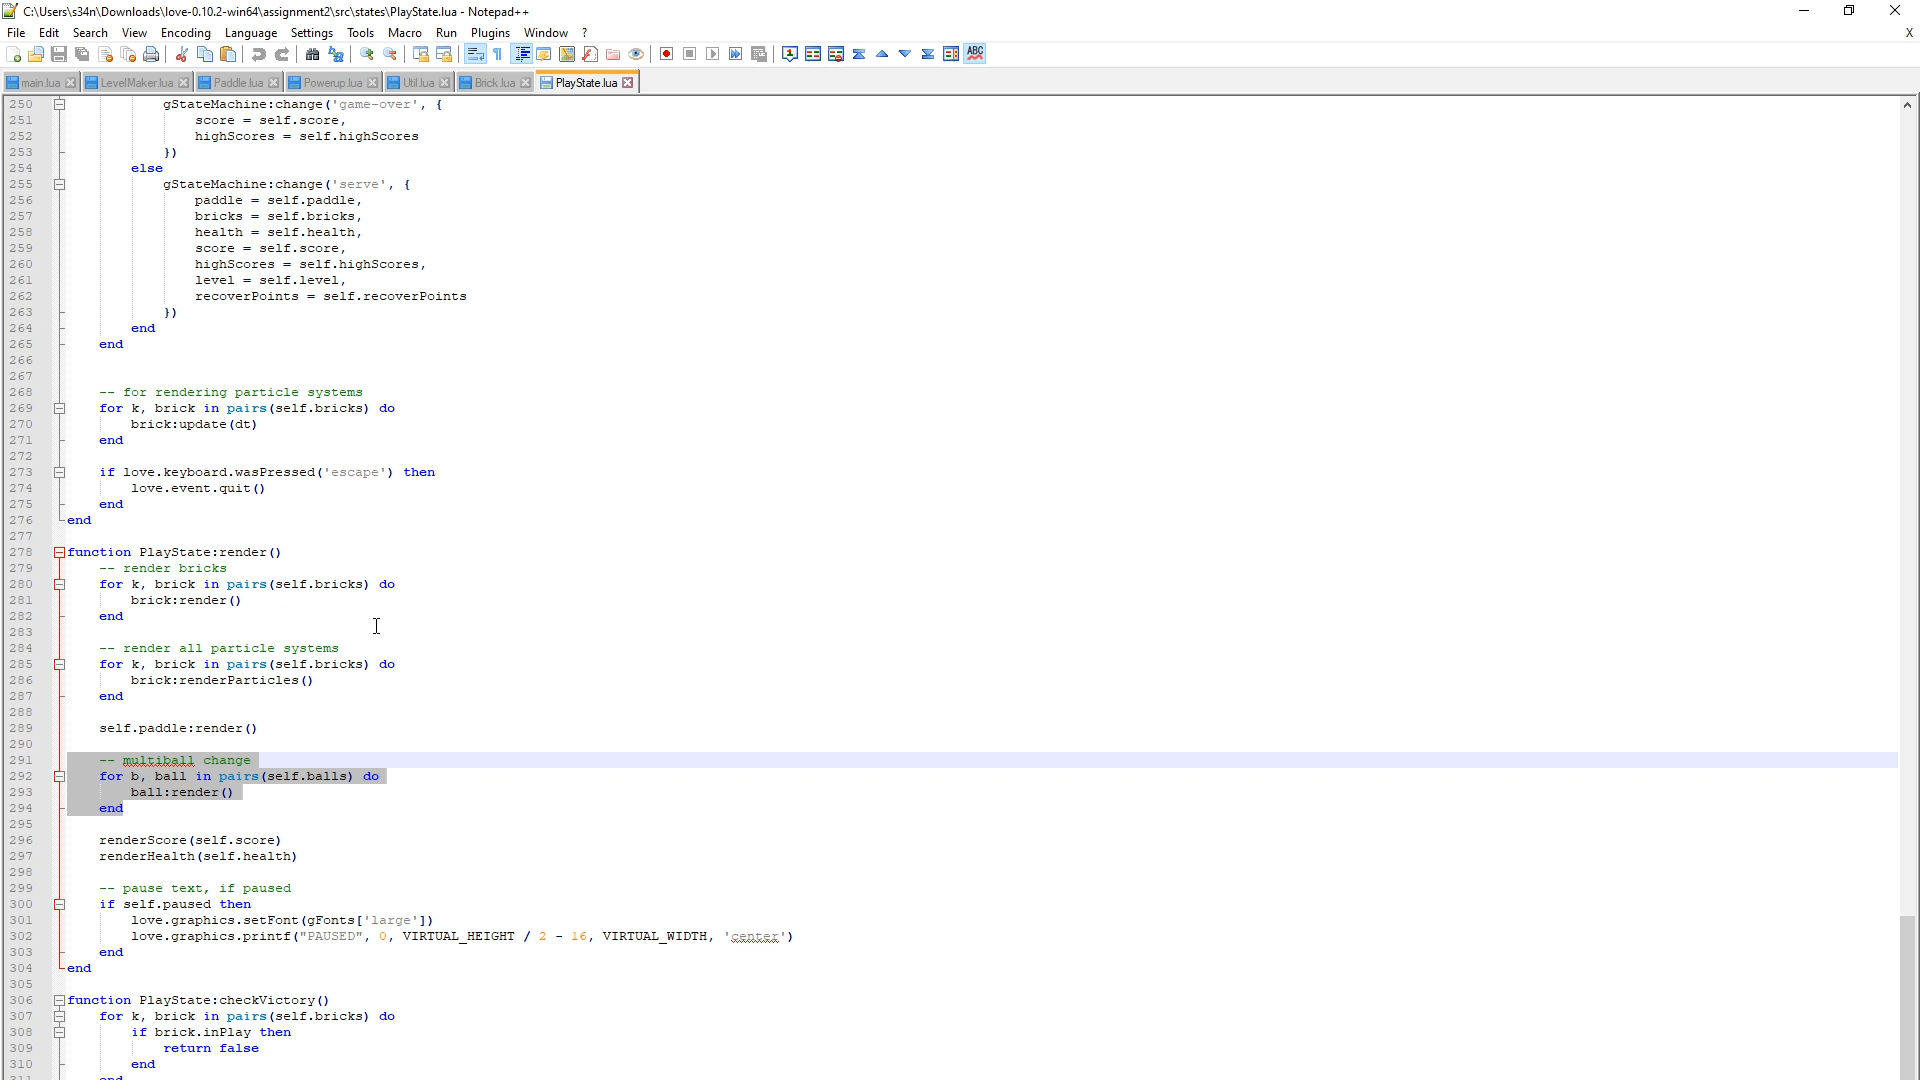 C:\Users\s34n\Downloads\love-0.10.2-win64\assignment2\src\states\PlayState.lua - Notepad++
File Edit Search View Encoding Language Settings Tools Macro Run Plugins Window ? X
main.lua LevelMaker.lua Paddle.lua Powerup.lua Util.lua Brick.lua PlayState.lua
250 gStateMachine:change('game-over', {
251 score = self.score,
252 highScores = self.highScores
253 })
254 else
255 gStateMachine:change('serve', {
256 paddle = self.paddle,
257 bricks = self.bricks,
258 health = self.health,
259 score = self.score,
260 highScores = self.highScores,
261 level = self.level,
262 recoverPoints = self.recoverPoints
263 })
264 end
265 end
266
267
268 -- for rendering particle systems
269 for k, brick in pairs(self.bricks) do
270 brick:update(dt)
271 end
272
273 if love.keyboard.wasPressed('escape') then
274 love.event.quit()
275 end
276 end
277
278 function PlayState:render()
279 -- render bricks
280 for k, brick in pairs(self.bricks) do
281 brick:render()
282 end
283
284 -- render all particle systems
285 for k, brick in pairs(self.bricks) do
286 brick:renderParticles()
287 end
288
289 self.paddle:render()
290
291 -- multiball change
292 for b, ball in pairs(self.balls) do
293 ball:render()
294 end
295
296 renderScore(self.score)
297 renderHealth(self.health)
298
299 -- pause text, if paused
300 if self.paused then
301 love.graphics.setFont(gFonts['large'])
302 love.graphics.printf("PAUSED", 0, VIRTUAL_HEIGHT / 2 - 16, VIRTUAL_WIDTH, 'center')
303 end
304 end
305
306 function PlayState:checkVictory()
307 for k, brick in pairs(self.bricks) do
308 if brick.inPlay then
309 return false
310 end
311 end